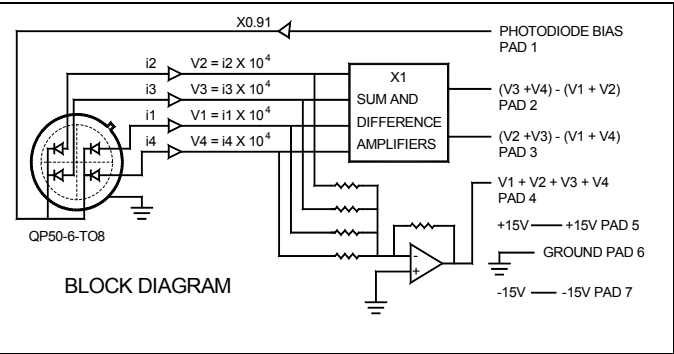 X0.91
PHOTODIODE BIAS
PAD 1
i2 V2 = i2 X 10⁴
i3 V3 = i3 X 10⁴
i1 V1 = i1 X 10⁴
i4 V4 = i4 X 10⁴
X1
SUM AND
DIFFERENCE
AMPLIFIERS
(V3 +V4) - (V1 + V2)
PAD 2
(V2 +V3) - (V1 + V4)
PAD 3
V1 + V2 + V3 + V4
PAD 4
+15V +15V PAD 5
GROUND PAD 6
-15V -15V PAD 7
-
+
QP50-6-TO8
BLOCK DIAGRAM